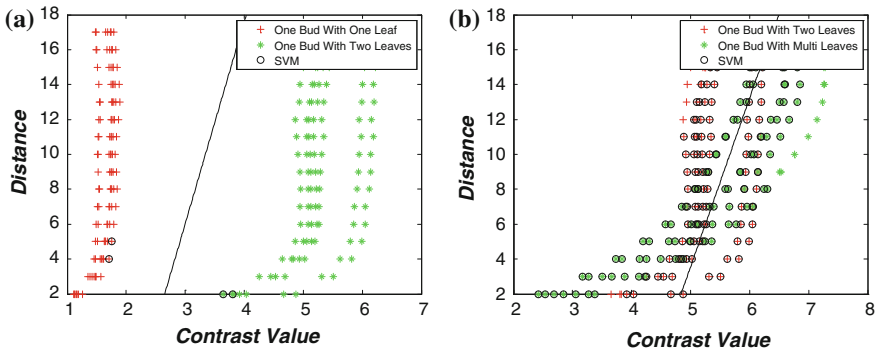 (a)
18
16
14
12
10
8
6
4
2
Distance
1 2 3 4 5 6 7
Contrast Value
One Bud With One Leaf
One Bud With Two Leaves
SVM
(b)
18
16
14
12
10
8
6
4
2
Distance
2 3 4 5 6 7 8
Contrast Value
One Bud With Two Leaves
One Bud With Multi Leaves
SVM